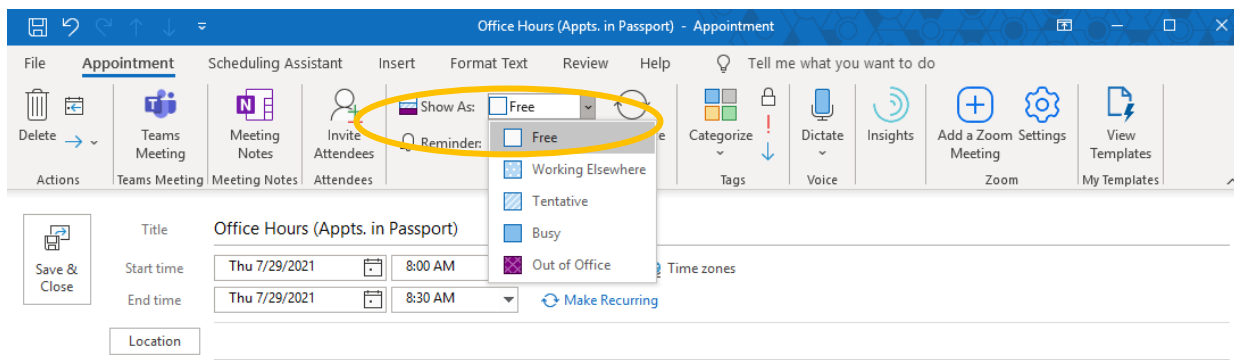 Office Hours (Appts. in Passport) - Appointment
File Appointment Scheduling Assistant Insert Format Text Review Help Tell me what you want to do
Show As: Free
Reminder:
Delete
Teams Meeting
Meeting Notes
Invite Attendees
Categorize
Dictate
Insights
Add a Zoom Meeting
Settings
View Templates
Actions Teams Meeting Meeting Notes Attendees Tags Voice Zoom My Templates
Free
Working Elsewhere
Tentative
Busy
Out of Office
Save & Close
Title Office Hours (Appts. in Passport)
Start time Thu 7/29/2021 8:00 AM Time zones
End time Thu 7/29/2021 8:30 AM Make Recurring
Location